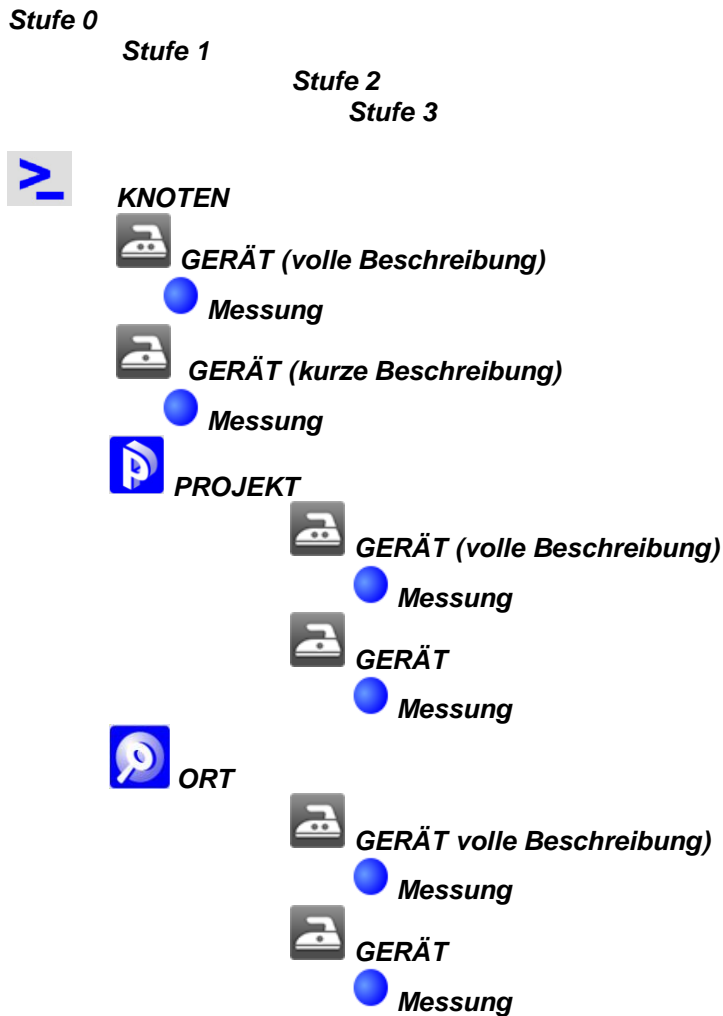 Stufe 0
Stufe 1
Stufe 2
Stufe 3
>_
KNOTEN
GERÄT (volle Beschreibung)
Messung
GERÄT (kurze Beschreibung)
Messung
PROJEKT
GERÄT (volle Beschreibung)
Messung
GERÄT
Messung
ORT
GERÄT volle Beschreibung)
Messung
GERÄT
Messung